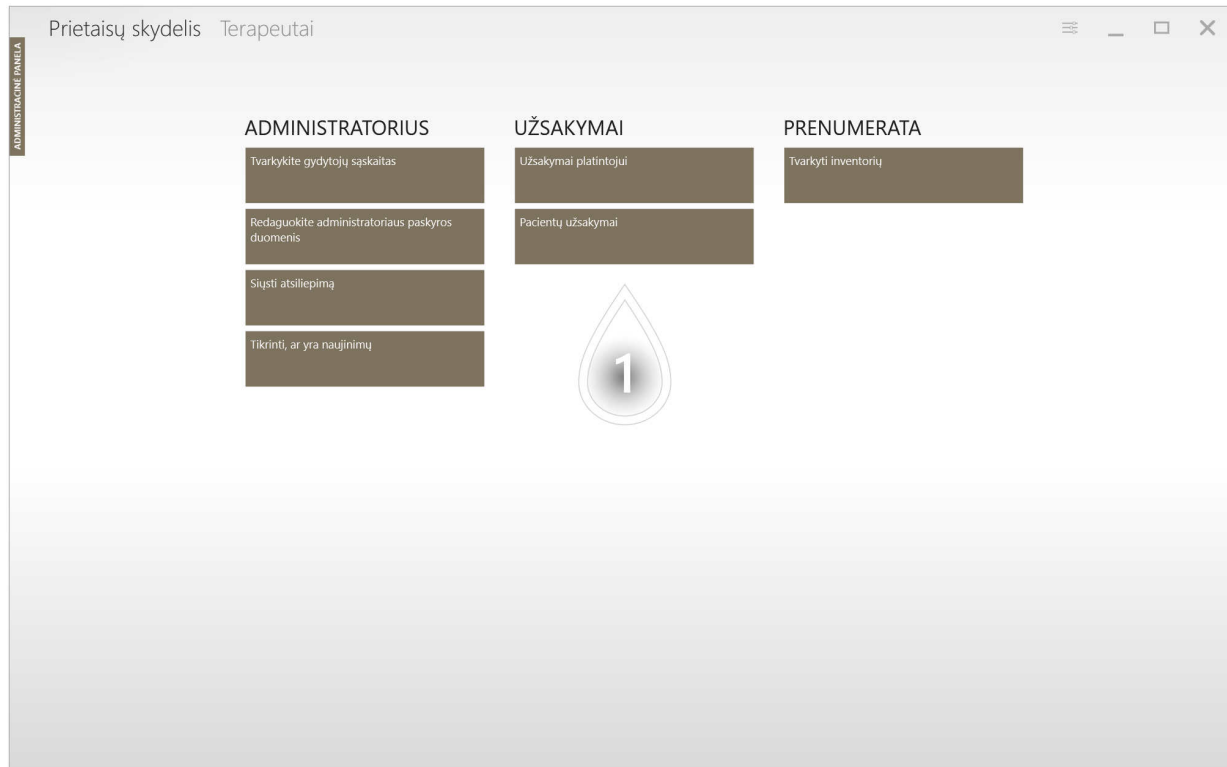 Prietaisų skydelis Terapeutai
ADMINISTRACINĖ PANELA
ADMINISTRATORIUS
Tvarkykite gydytojų sąskaitas
Redaguokite administratoriaus paskyros
duomenis
Siųsti atsiliepimą
Tikrinti, ar yra naujinimų
UŽSAKYMAI
Užsakymai platintojui
Pacientų užsakymai
1
PRENUMERATA
Tvarkyti inventorių